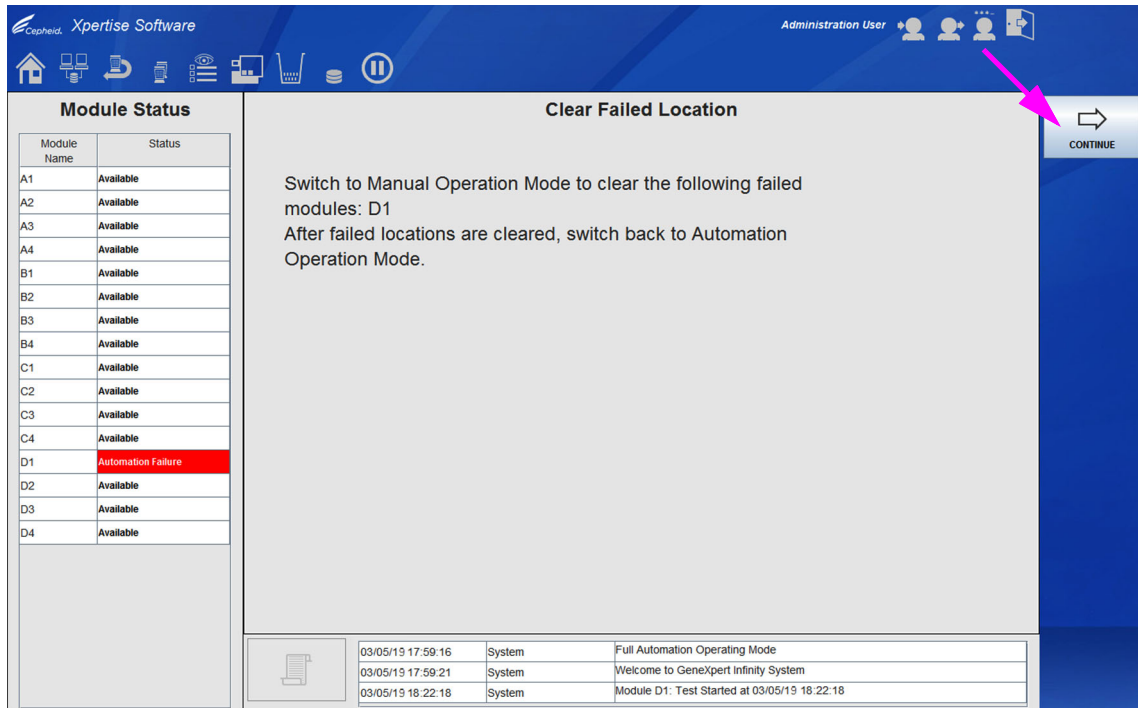 Cepheid. Xpertise Software
Administration User
Module Status
Module Name
Status
A1 Available
A2 Available
A3 Available
A4 Available
B1 Available
B2 Available
B3 Available
B4 Available
C1 Available
C2 Available
C3 Available
C4 Available
D1 Automation Failure
D2 Available
D3 Available
D4 Available
Clear Failed Location
Switch to Manual Operation Mode to clear the following failed
modules: D1
After failed locations are cleared, switch back to Automation
Operation Mode.
CONTINUE
03/05/19 17:59:16 System Full Automation Operating Mode
03/05/19 17:59:21 System Welcome to GeneXpert Infinity System
03/05/19 18:22:18 System Module D1: Test Started at 03/05/19 18:22:18